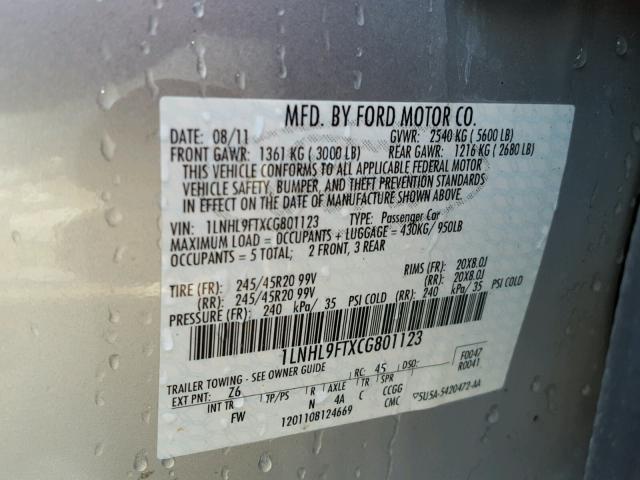 MFD. BY FORD MOTOR CO.
DATE: 08/11 GVWR: 2540 KG ( 5600 LB)
FRONT GAWR: 1361 KG ( 3000 LB) REAR GAWR: 1216 KG ( 2680 LB)
THIS VEHICLE CONFORMS TO ALL APPLICABLE FEDERAL MOTOR
VEHICLE SAFETY, BUMPER, AND THEFT PREVENTION STANDARDS
IN EFFECT ON THE DATE OF MANUFACTURE SHOWN ABOVE.
VIN: 1LNHL9FTXCG801123 TYPE: Passenger Car
MAXIMUM LOAD = OCCUPANTS + LUGGAGE = 430KG/ 950LB
OCCUPANTS = 5 TOTAL; 2 FRONT, 3 REAR
TIRE (FR): 245/45R20 99V RIMS (FR): 20X8.0J
(RR): 245/45R20 99V (RR): 20X8.0J
PRESSURE (FR): 240 kPa/ 35 PSI COLD (RR): 240 kPa/ 35 PSI COLD
1LNHL9FTXCG801123
TRAILER TOWING - SEE OWNER GUIDE RC: 45 DSO: F0047
EXT PNT: Z6 R0041
INT TR TP/PS R AXLE TR SPR
FW N 4A C CCGG
1201108124669 CMC 5U5A-5420472-AA